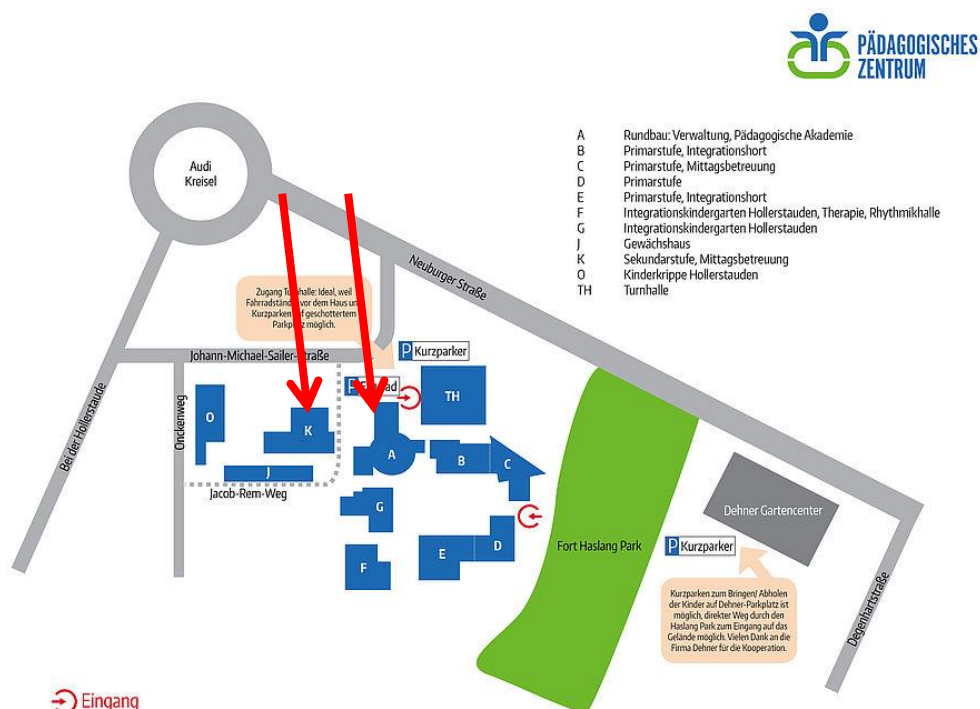 PÄDAGOGISCHES
ZENTRUM
A Rundbau: Verwaltung, Pädagogische Akademie
B Primarstufe, Integrationshort
C Primarstufe, Mittagsbetreuung
D Primarstufe
E Primarstufe, Integrationshort
F Integrationskindergarten Hollerstauden, Therapie, Rhythmikhalle
G Integrationskindergarten Hollerstauden
J Gewächshaus
K Sekundarstufe, Mittagsbetreuung
O Kinderkrippe Hollerstauden
TH Turnhalle
Audi
Kreisel
Neuburger Straße
Zugang Turnhalle: Ideal, weil
Fahrradständer vor dem Haus un
Kurzparken auf geschottertem
Parkplatz möglich.
Johann-Michael-Sailer-Straße
P Kurzparker
P
TH
Bei der Hollerstaude
Onckenweg
O
K
A
B
C
J
Jacob-Rem-Weg
G
D
E
F
Fort Haslang Park
Dehner Gartencenter
P Kurzparker
Kurzparken zum Bringen/ Abholen
der Kinder auf Dehner-Parkplatz ist
möglich, direkter Weg durch den
Haslang Park zum Eingang auf das
Gelände möglich. Vielen Dank an die
Firma Dehner für die Kooperation.
Degenhartstraße
Eingang